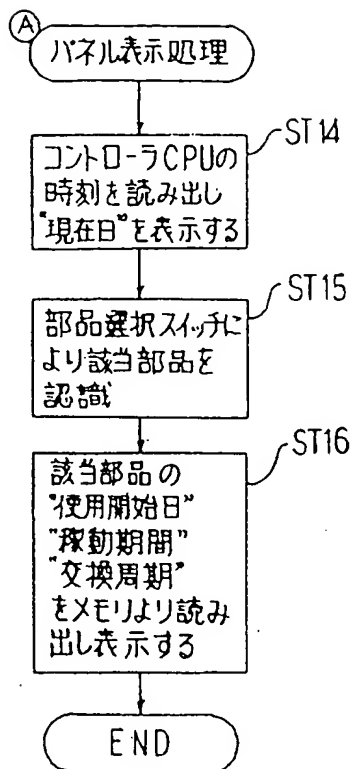 A
パネル表示処理
ST14
コントローラCPUの
時刻を読み出し
"現在日"を表示する
ST15
部品選択スイッチに
より該当部品を
認識
ST16
該当部品の
"使用開始日"
"稼動期間"
"交換周期"
をメモリより読み
出し表示する
END